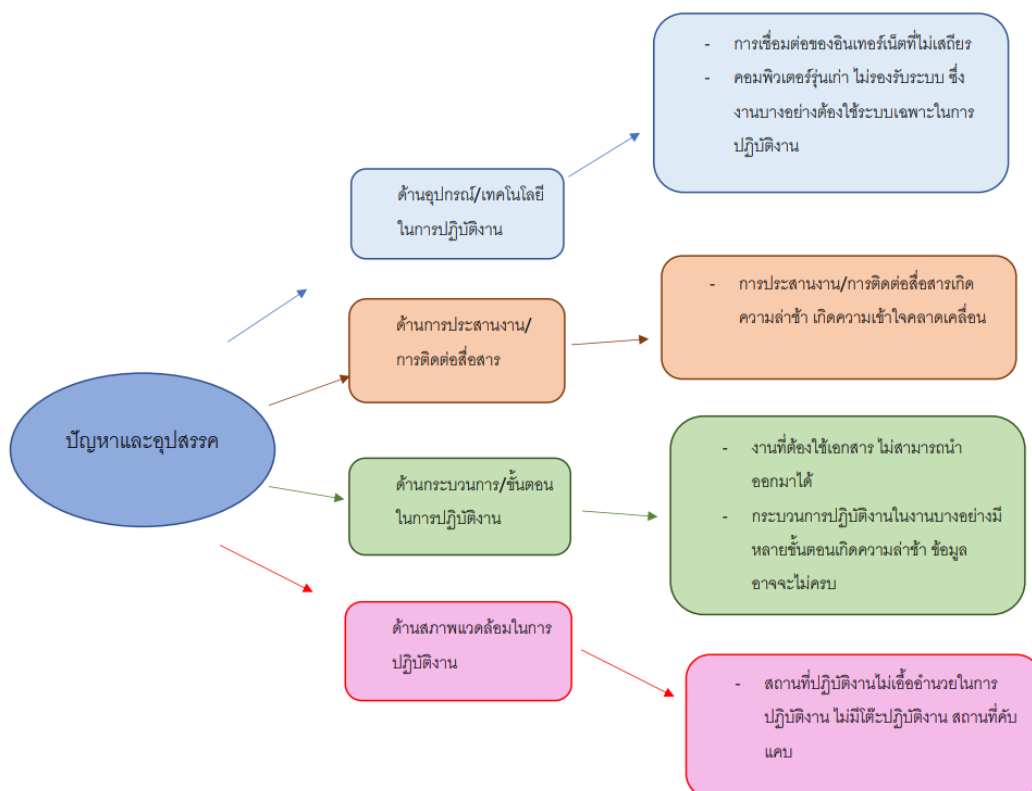 ปัญหาและอุปสรรค
ด้านอุปกรณ์/เทคโนโลยี
ในการปฏิบัติงาน
- การเชื่อมต่อของอินเทอร์เน็ตที่ไม่เสถียร
- คอมพิวเตอร์รุ่นเก่า ไม่รองรับระบบ ซึ่ง
งานบางอย่างต้องใช้ระบบเฉพาะในการ
ปฏิบัติงาน
ด้านการประสานงาน/
การติดต่อสื่อสาร
- การประสานงาน/การติดต่อสื่อสารเกิด
ความล่าช้า เกิดความเข้าใจคลาดเคลื่อน
ด้านกระบวนการ/ขั้นตอน
ในการปฏิบัติงาน
- งานที่ต้องใช้เอกสาร ไม่สามารถนำ
ออกมาได้
- กระบวนการปฏิบัติงานในงานบางอย่างมี
หลายขั้นตอนเกิดความล่าช้า ข้อมูล
อาจจะไม่ครบ
ด้านสภาพแวดล้อมในการ
ปฏิบัติงาน
- สถานที่ปฏิบัติงานไม่เอื้ออำนวยในการ
ปฏิบัติงาน ไม่มีโต๊ะปฏิบัติงาน สถานที่คับ
แคบ